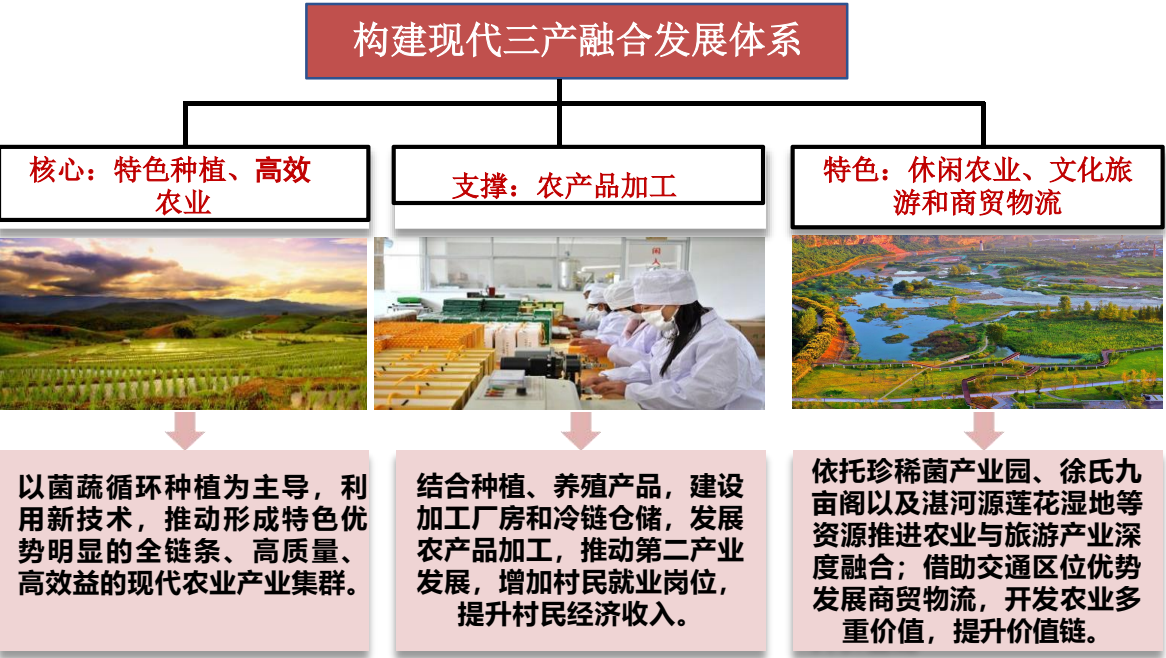 构建现代三产融合发展体系
核心：特色种植、高效
农业
支撑：农产品加工
特色：休闲农业、文化旅
游和商贸物流
以菌蔬循环种植为主导，利
用新技术，推动形成特色优
势明显的全链条、高质量、
高效益的现代农业产业集群。
结合种植、养殖产品，建设
加工厂房和冷链仓储，发展
农产品加工，推动第二产业
发展，增加村民就业岗位，
提升村民经济收入。
依托珍稀菌产业园、徐氏九
亩阁以及湛河源莲花湿地等
资源推进农业与旅游产业深
度融合；借助交通区位优势
发展商贸物流，开发农业多
重价值，提升价值链。